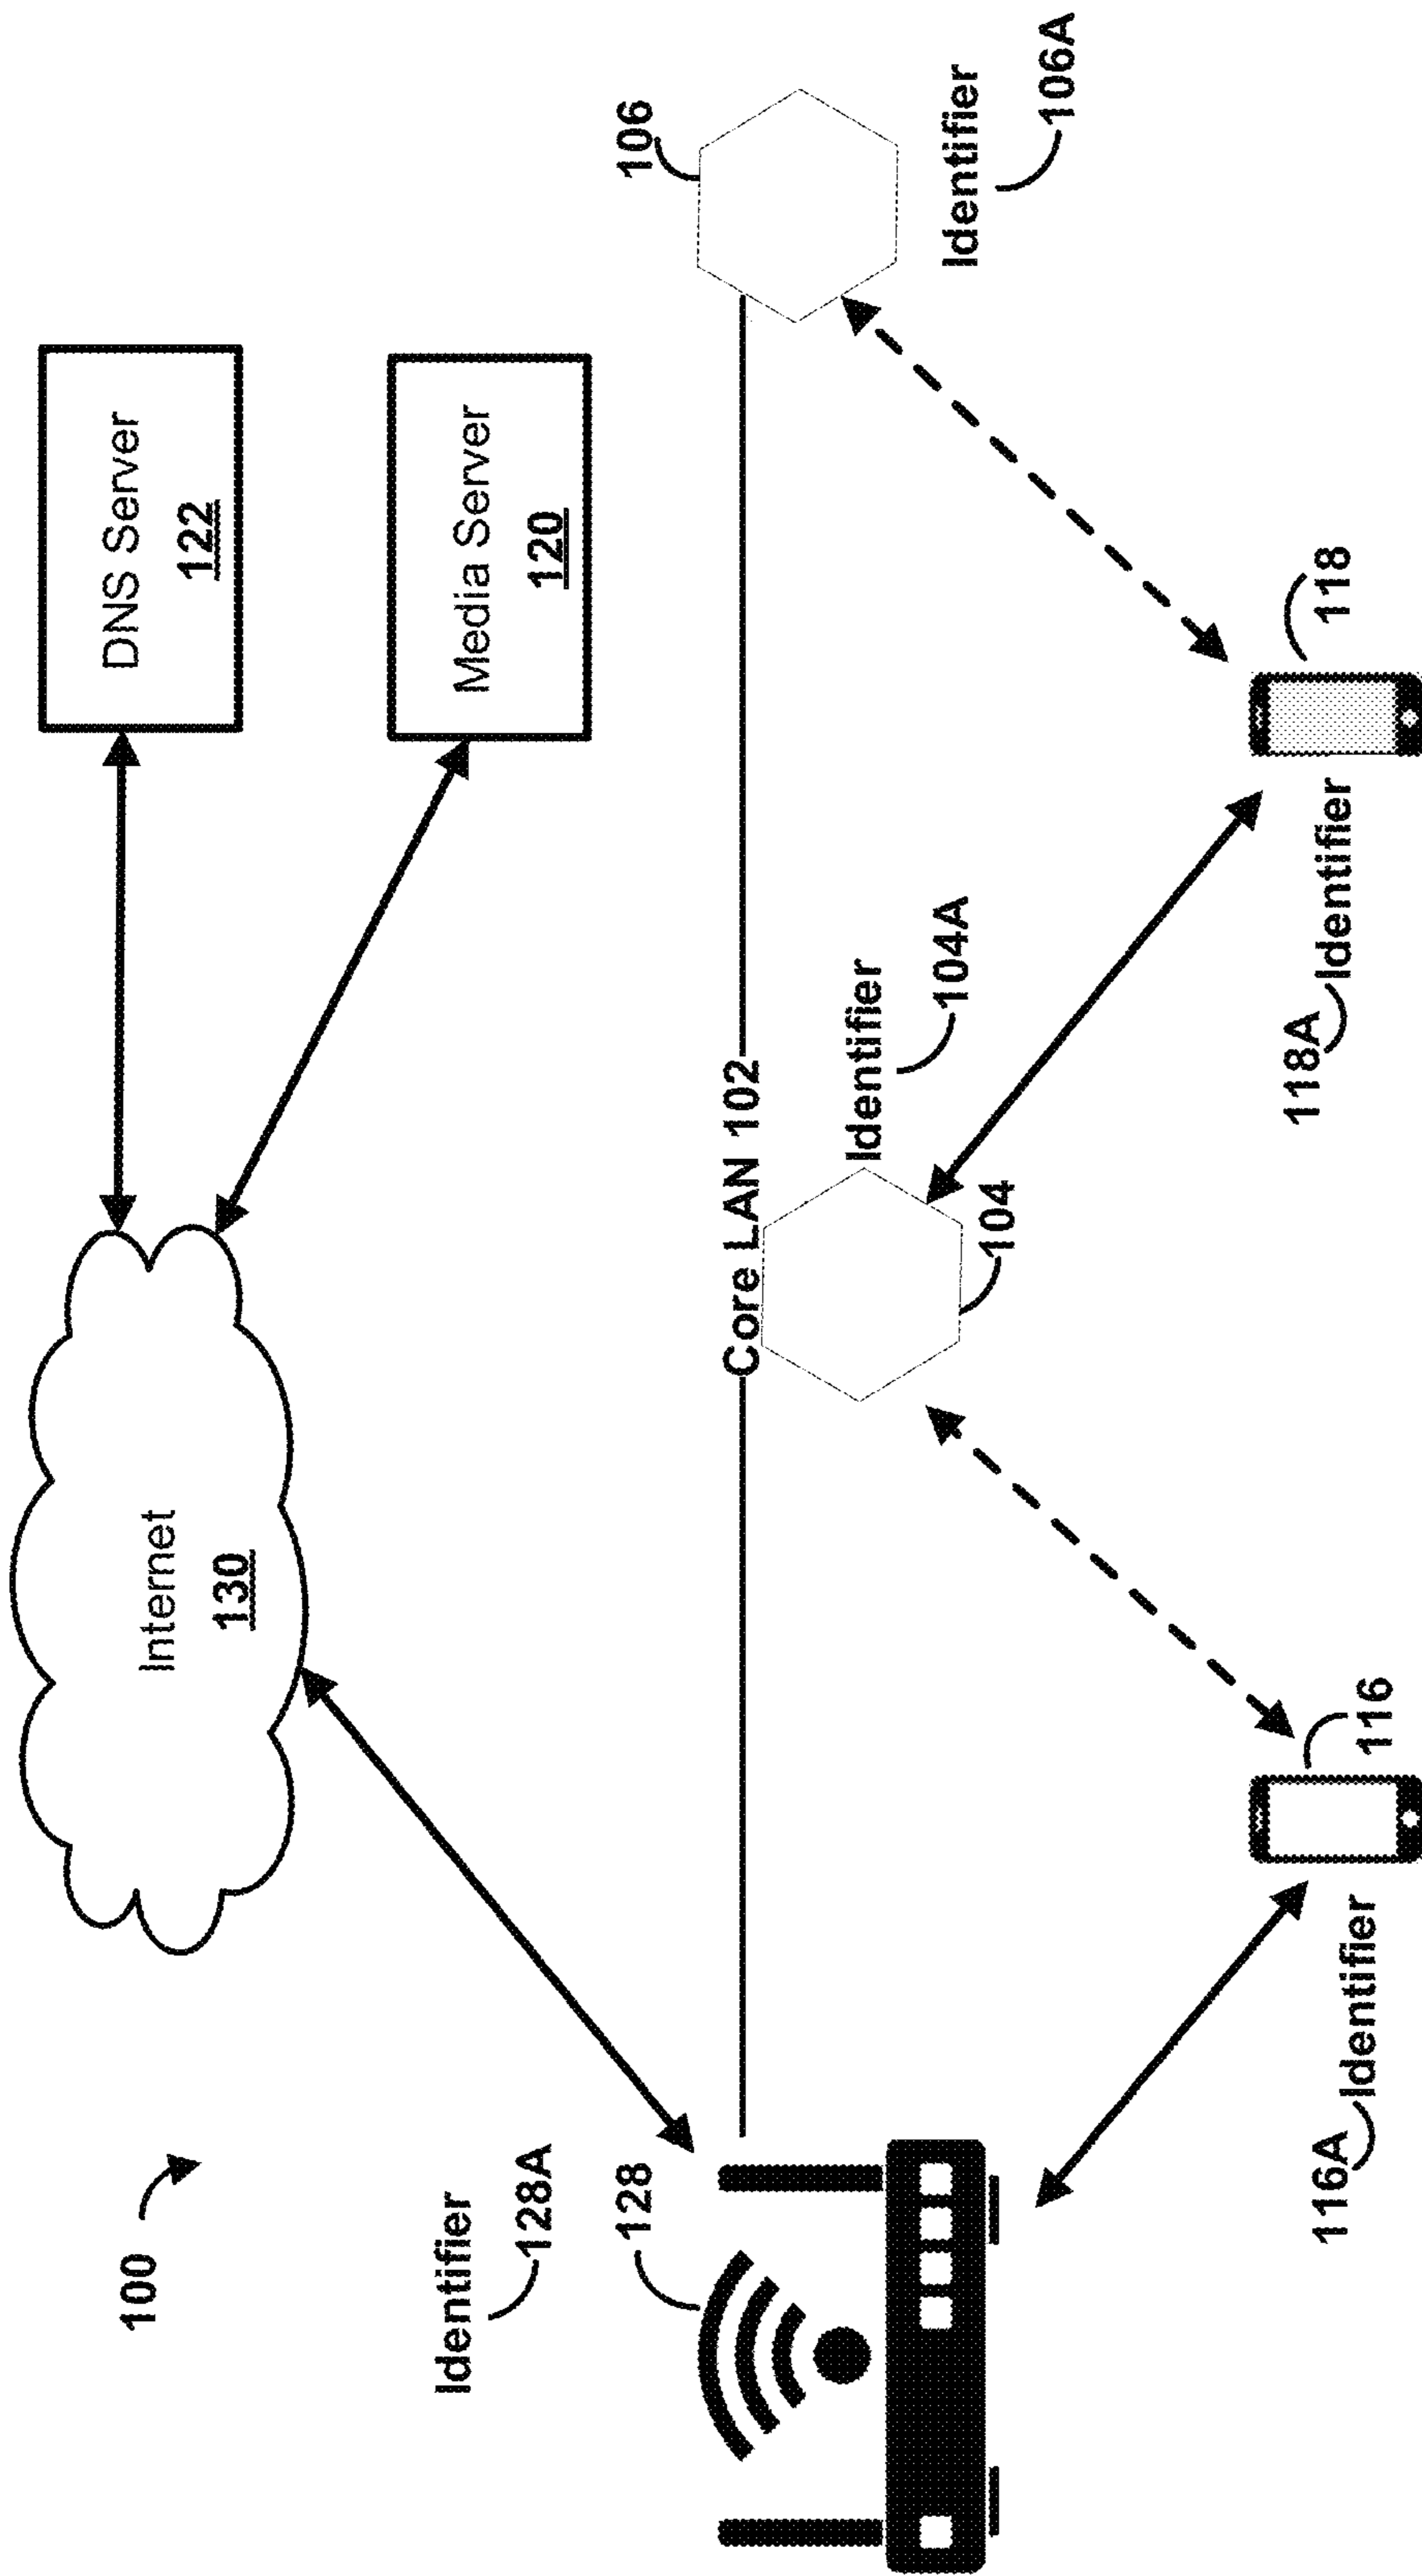 100
Internet
130
DNS Server
122
Media Server
120
Identifier
128A
128
Core LAN 102
106
Identifier
106A
Identifier
104A
104
116
116A
Identifier
118
118A
Identifier